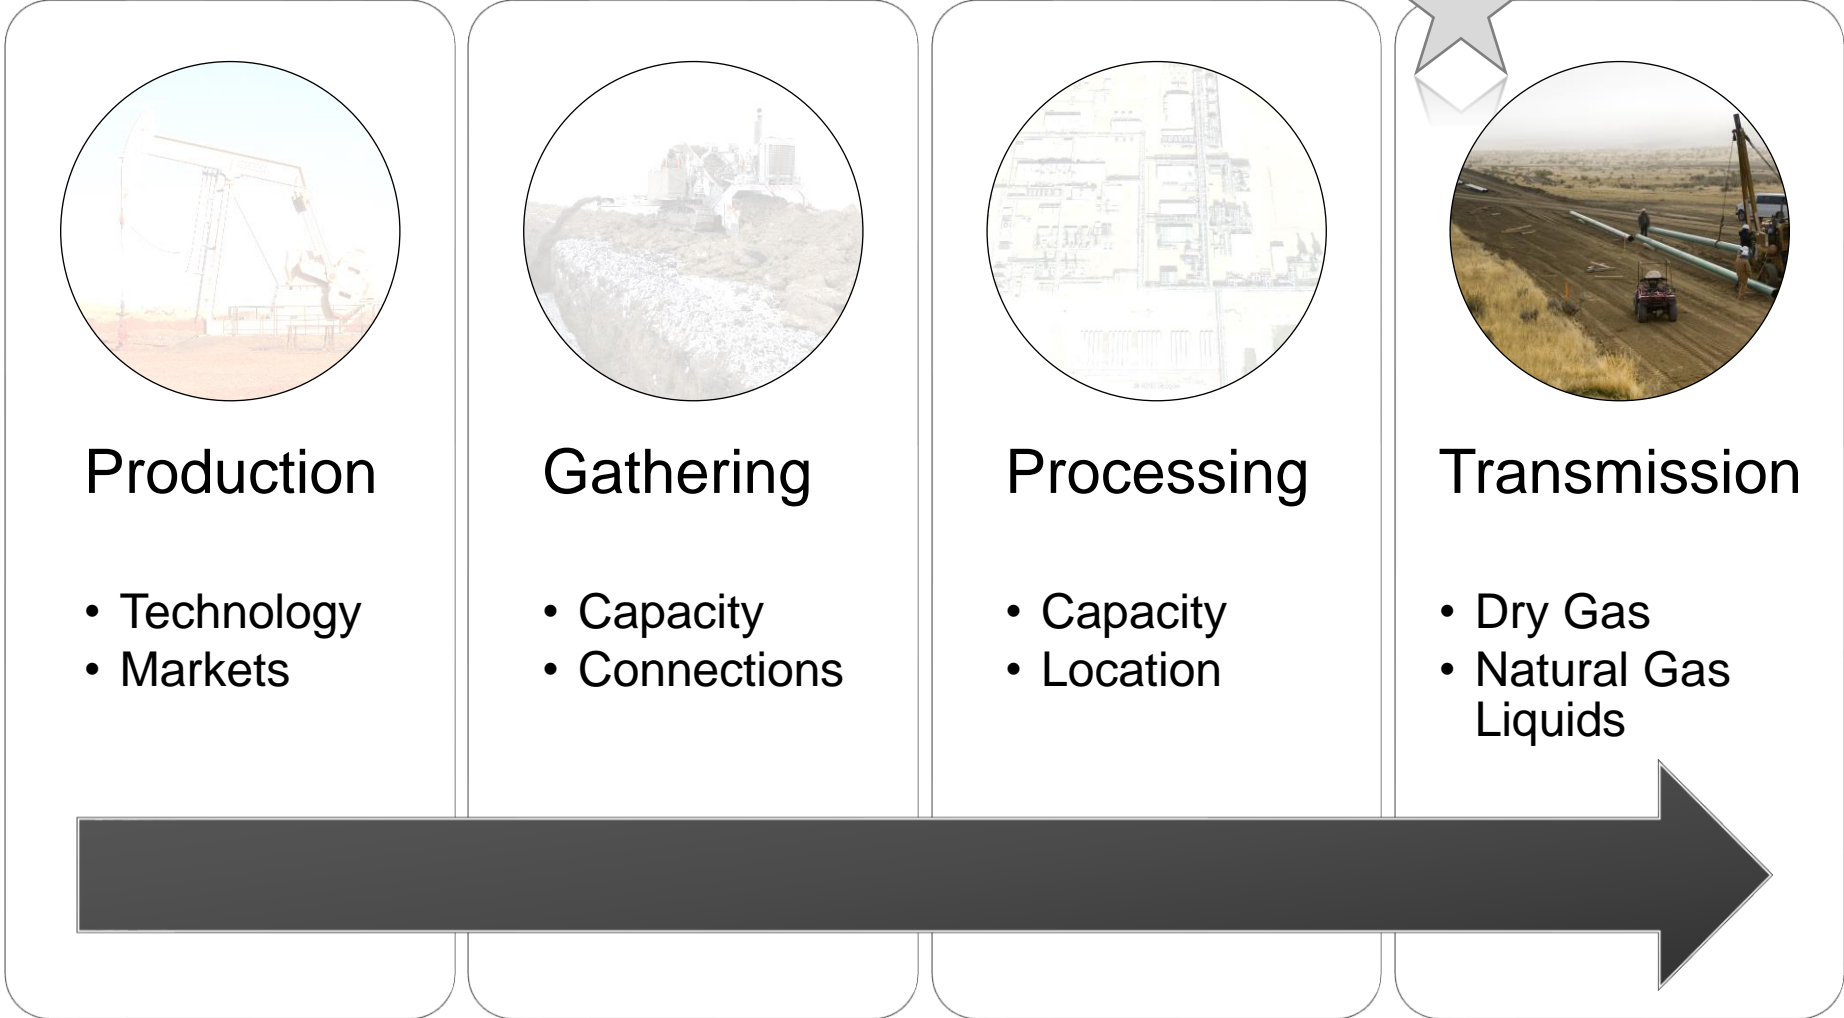 Production
• Technology
• Markets
Gathering
• Capacity
• Connections
Processing
• Capacity
• Location
Transmission
• Dry Gas
• Natural Gas
Liquids